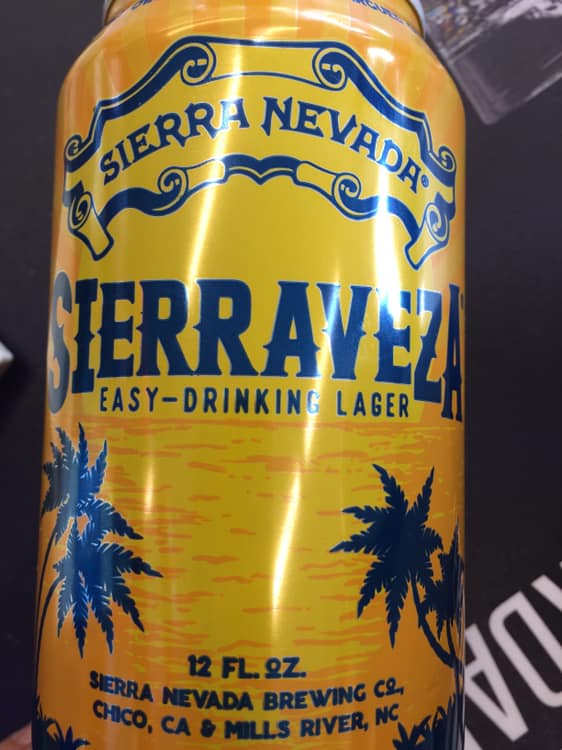 SIERRA NEVADA®
SIERRAVEZA
EASY-DRINKING LAGER
12 FL. OZ.
SIERRA NEVADA BREWING CO.,
CHICO, CA & MILLS RIVER, NC